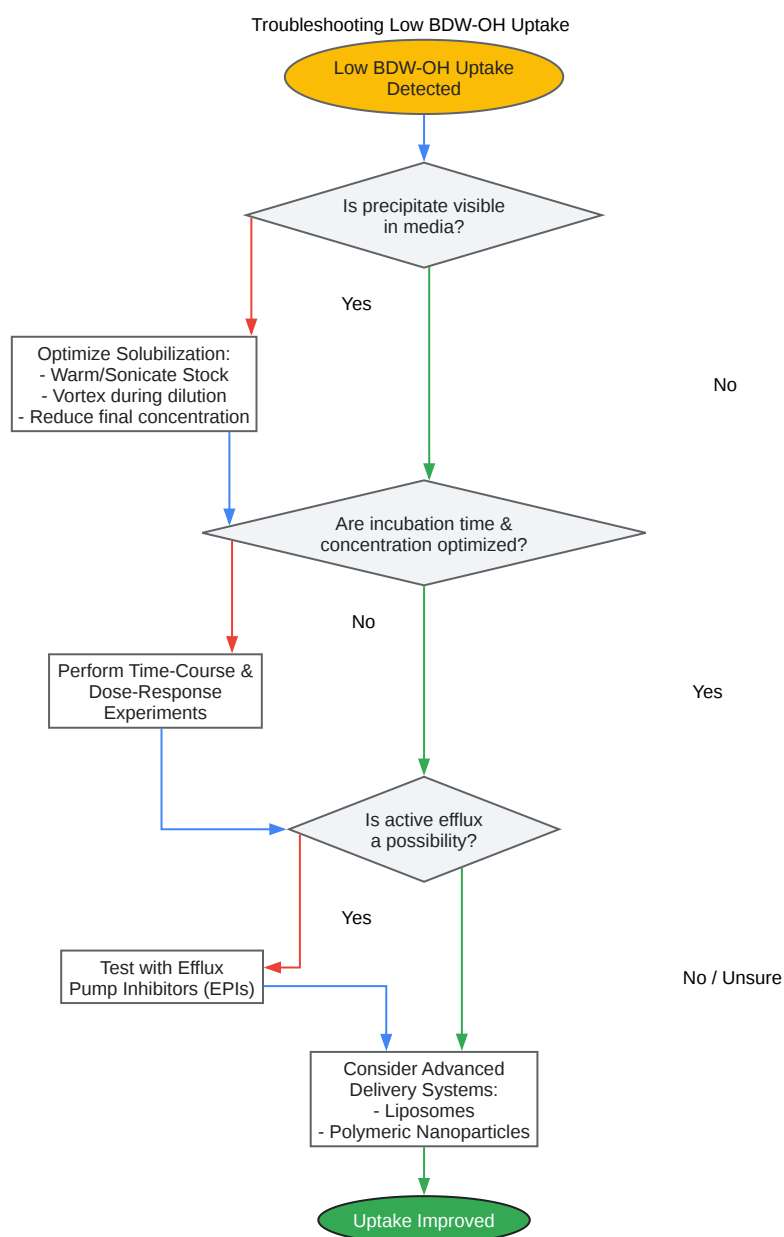 Troubleshooting Low BDW-OH Uptake
Low BDW-OH Uptake
Detected
Is precipitate visible
in media?
Yes
Optimize Solubilization:
- Warm/Sonicate Stock
- Vortex during dilution
- Reduce final concentration
No
Are incubation time &
concentration optimized?
No
Perform Time-Course &
Dose-Response
Experiments
Yes
Is active efflux
a possibility?
Yes
Test with Efflux
Pump Inhibitors (EPIs)
No / Unsure
Consider Advanced
Delivery Systems:
- Liposomes
- Polymeric Nanoparticles
Uptake Improved